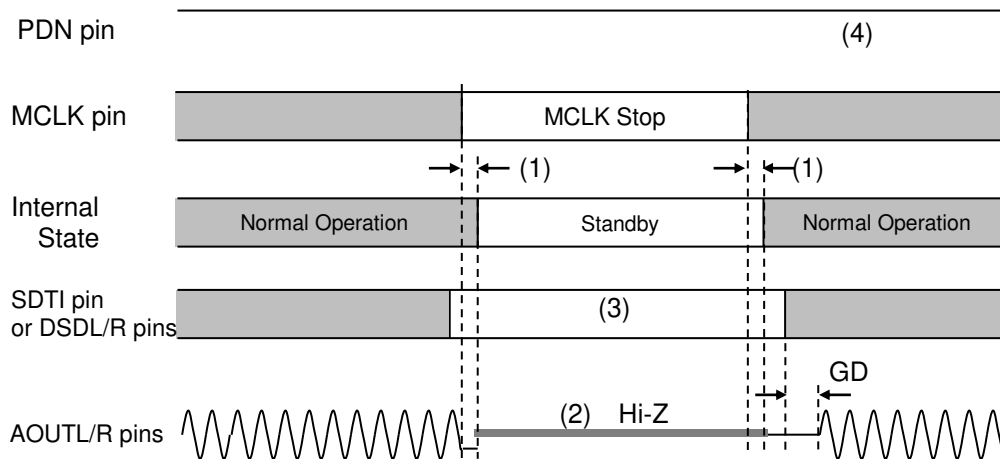 PDN pin
(4)
MCLK pin
MCLK Stop
(1)
(1)
Internal
State
Normal Operation
Standby
Normal Operation
SDTI pin
or DSDL/R pins
(3)
GD
AOUTL/R pins
(2)
Hi-Z